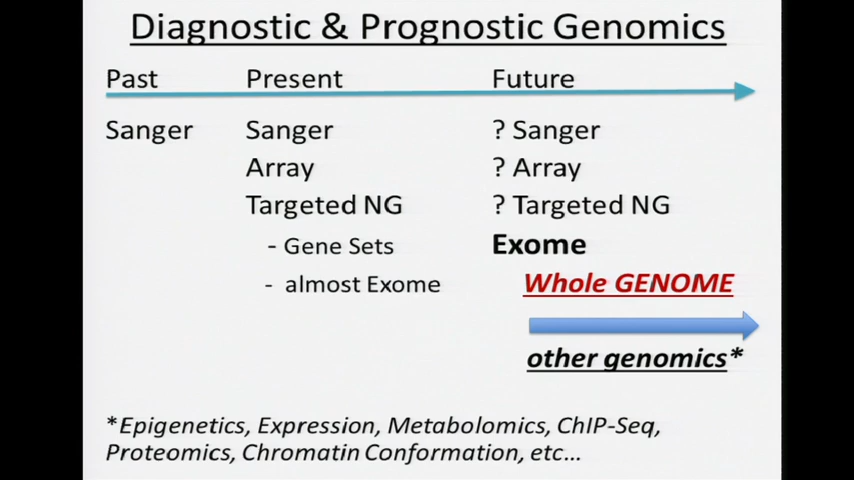 Diagnostic & Prognostic Genomics
Past Present Future
Sanger Sanger ? Sanger
Array ? Array
Targeted NG ? Targeted NG
- Gene Sets Exome
- almost Exome Whole GENOME
other genomics*
*Epigenetics, Expression, Metabolomics, ChIP-Seq,
Proteomics, Chromatin Conformation, etc...